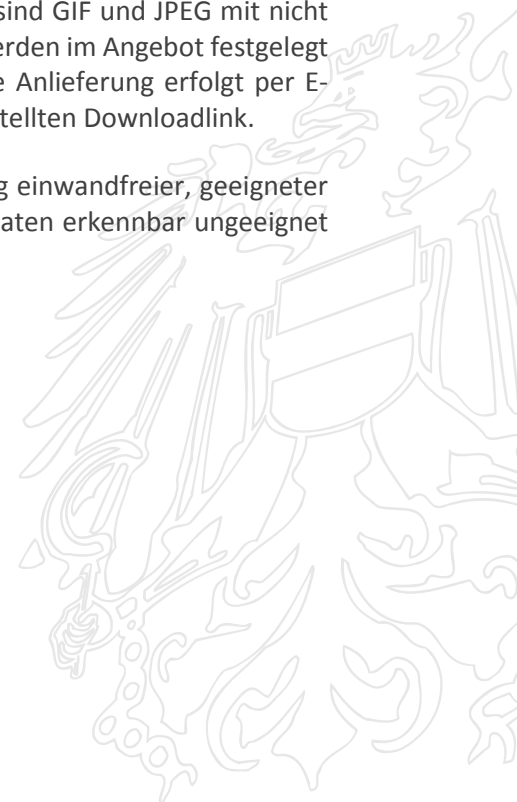 sind GIF und JPEG mit nicht
erden im Angebot festgelegt
e Anlieferung erfolgt per E-
tellten Downloadlink.
g einwandfreier, geeigneter
aten erkennbar ungeeignet